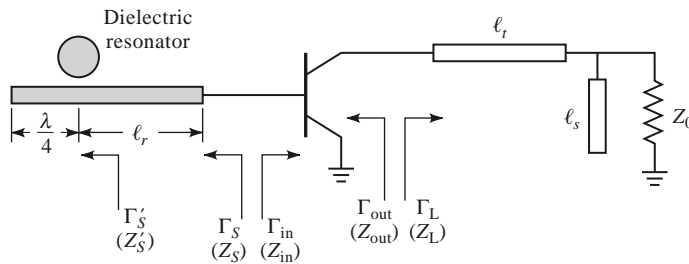 Dielectric
resonator
ℓt
ℓs
Z0
λ
4
ℓr
Γ′S
(Z′S)
ΓS
(ZS)
Γin
(Zin)
Γout
(Zout)
ΓL
(ZL)